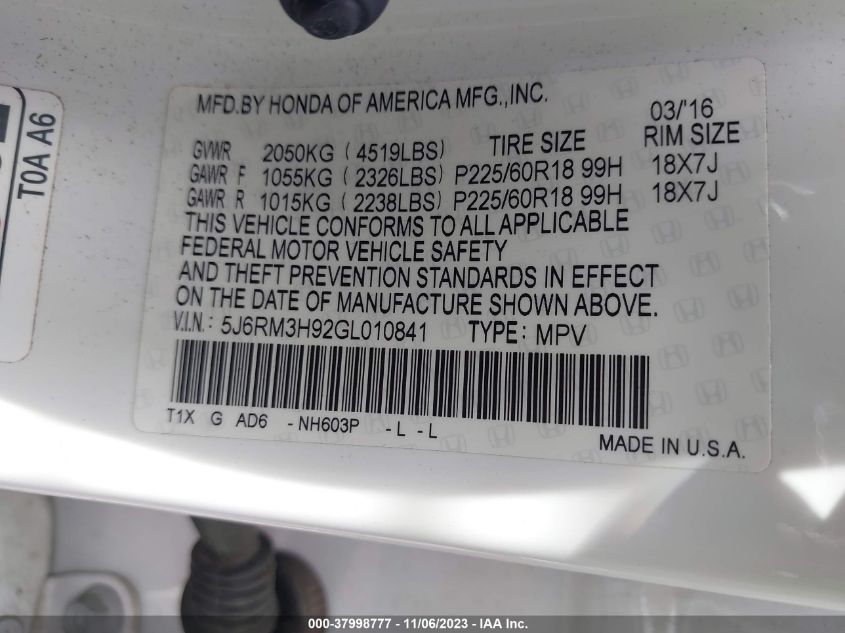 T0A A6
MFD.BY HONDA OF AMERICA MFG.,INC.
03/'16
GVWR 2050KG ( 4519LBS) TIRE SIZE RIM SIZE
GAWR F 1055KG ( 2326LBS) P225/60R18 99H 18X7J
GAWR R 1015KG ( 2238LBS) P225/60R18 99H 18X7J
THIS VEHICLE CONFORMS TO ALL APPLICABLE
FEDERAL MOTOR VEHICLE SAFETY
AND THEFT PREVENTION STANDARDS IN EFFECT
ON THE DATE OF MANUFACTURE SHOWN ABOVE.
V.I.N.: 5J6RM3H92GL010841 TYPE: MPV
T1X G AD6 - NH603P - L - L
MADE IN U.S.A.
000-37998777 - 11/06/2023 - IAA Inc.